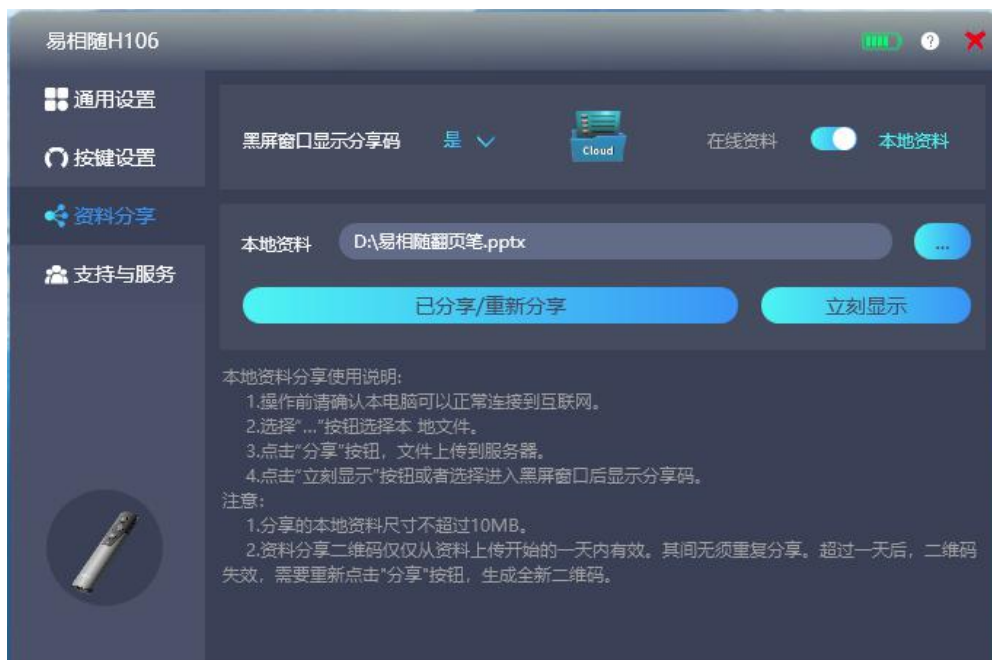 易相随H106
通用设置
按键设置
资料分享
支持与服务
黑屏窗口显示分享码 是 Cloud 在线资料 本地资料
本地资料 D:\易相随翻页笔.pptx ...
已分享/重新分享 立刻显示
本地资料分享使用说明:
1.操作前请确认本电脑可以正常连接到互联网。
2.选择"..."按钮选择本 地文件。
3.点击"分享"按钮，文件上传到服务器。
4.点击"立刻显示"按钮或者选择进入黑屏窗口后显示分享码。
注意:
1.分享的本地资料尺寸不超过10MB。
2.资料分享二维码仅仅从资料上传开始的一天内有效。其间无须重复分享。超过一天后，二维码
失效，需要重新点击"分享"按钮，生成全新二维码。